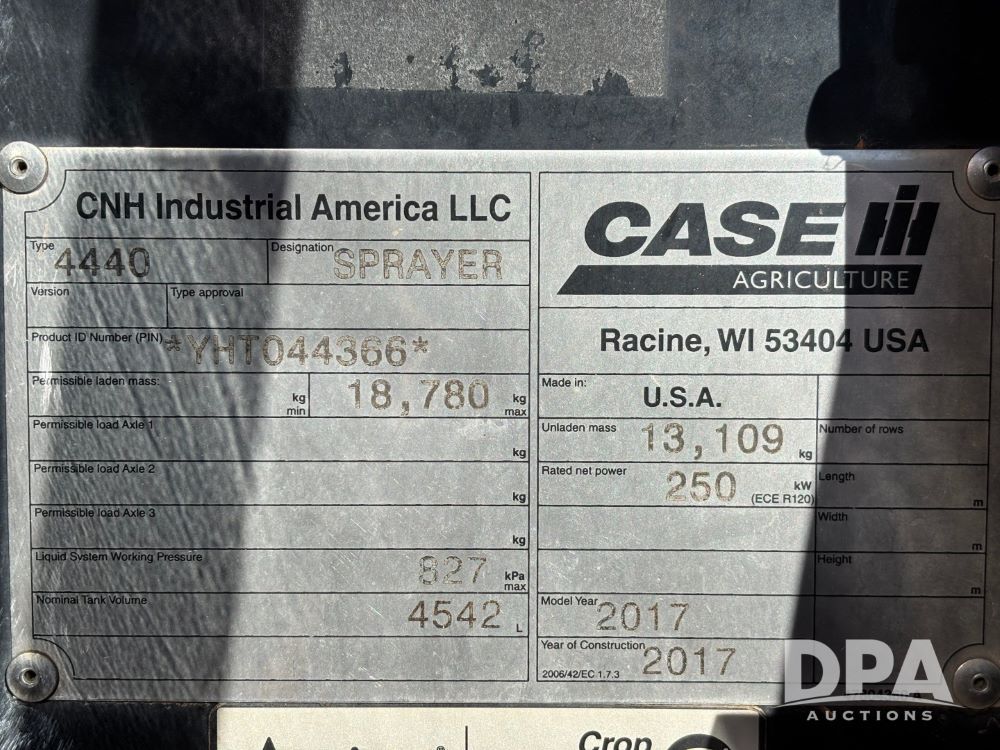 CNH Industrial America LLC
Type 4440
Designation SPRAYER
Version
Type approval
Product ID Number (PIN) *YHT044366*
Permissible laden mass: kg min 18,780 kg max
Permissible load Axle 1 kg
Permissible load Axle 2 kg
Permissible load Axle 3 kg
Liquid System Working Pressure 827 kPa max
Nominal Tank Volume 4542 L
CASE IH
AGRICULTURE
Racine, WI 53404 USA
Made in: U.S.A.
Unladen mass 13,109 kg
Number of rows
Rated net power 250 kW (ECE R120)
Length m
Width m
Height m
Model Year 2017
Year of Construction 2017
2006/42/EC 1.7.3
DPA
AUCTIONS
Crop